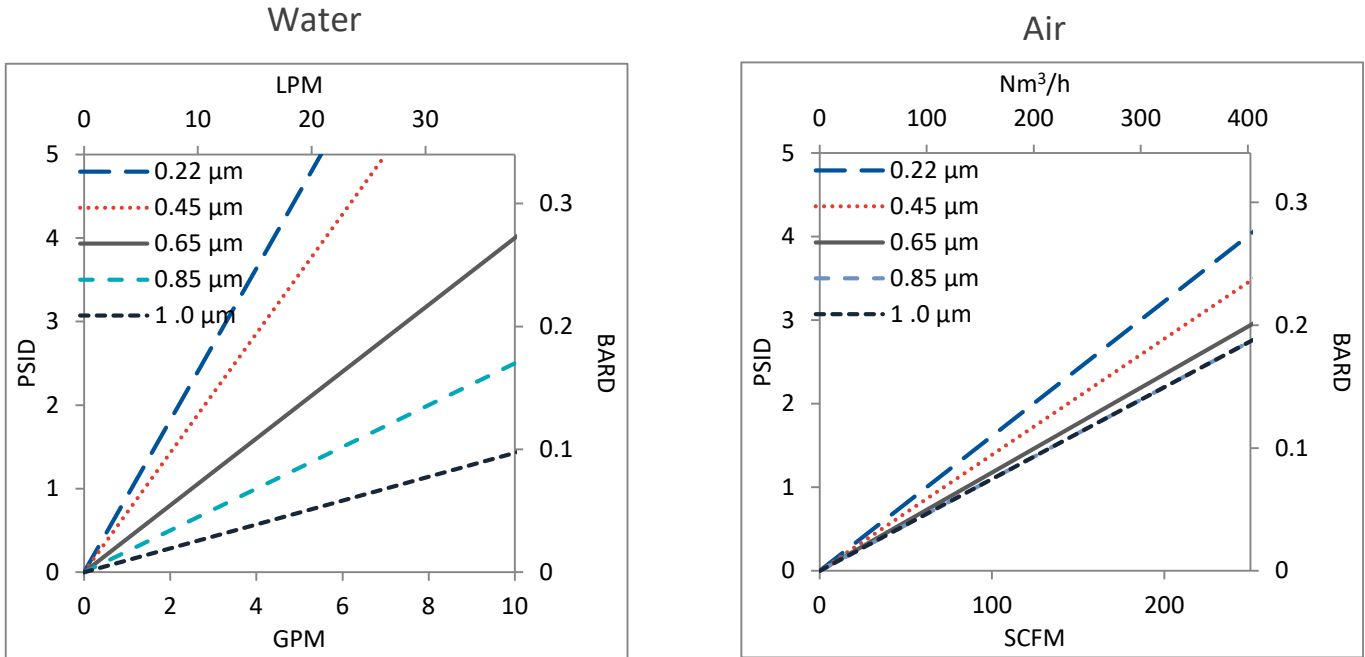 Water
LPM
0 10 20 30
5
4
3
2
1
0
PSID
0.22 µm
0.45 µm
0.65 µm
0.85 µm
1 .0 µm
0.3
0.2
0.1
0
BARD
0 2 4 6 8 10
GPM
Air
Nm³/h
0 100 200 300 400
5
4
3
2
1
0
PSID
0.22 µm
0.45 µm
0.65 µm
0.85 µm
1 .0 µm
0.3
0.2
0.1
0
BARD
0 100 200
SCFM